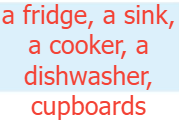 a fridge, a sink,
a cooker, a
dishwasher,
cupboards